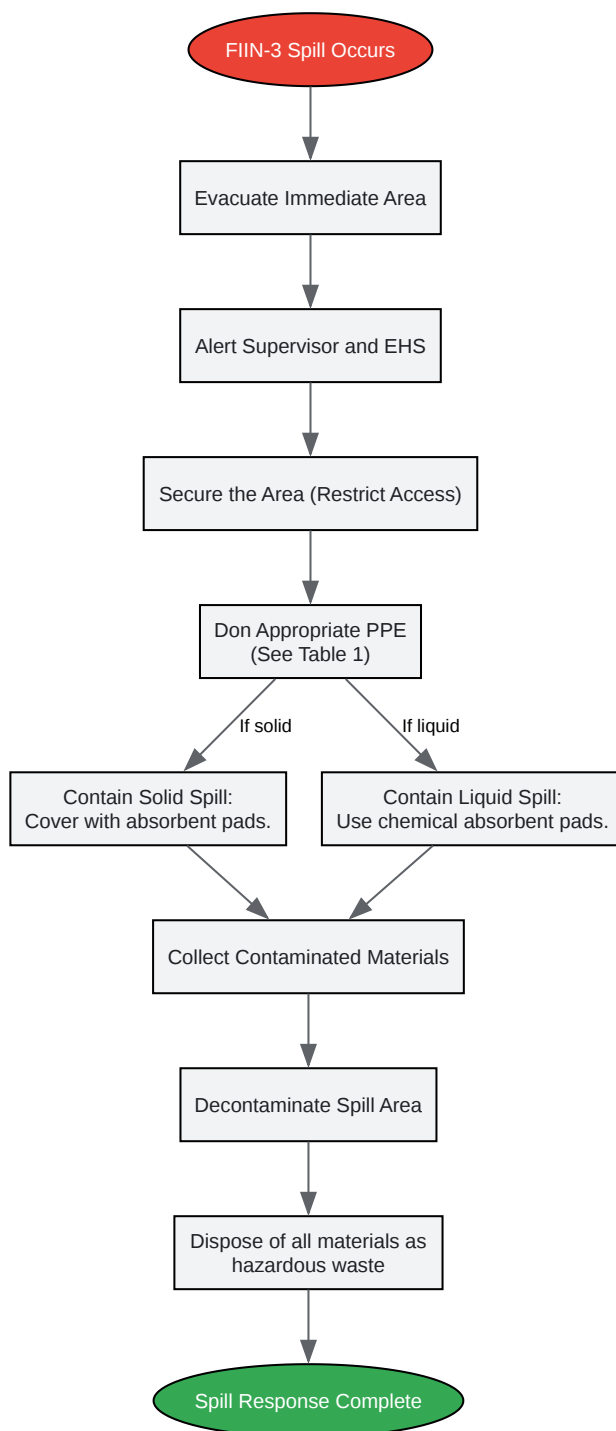 FIIN-3 Spill Occurs
Evacuate Immediate Area
Alert Supervisor and EHS
Secure the Area (Restrict Access)
Don Appropriate PPE
(See Table 1)
If solid
If liquid
Contain Solid Spill:
Cover with absorbent pads.
Contain Liquid Spill:
Use chemical absorbent pads.
Collect Contaminated Materials
Decontaminate Spill Area
Dispose of all materials as
hazardous waste
Spill Response Complete